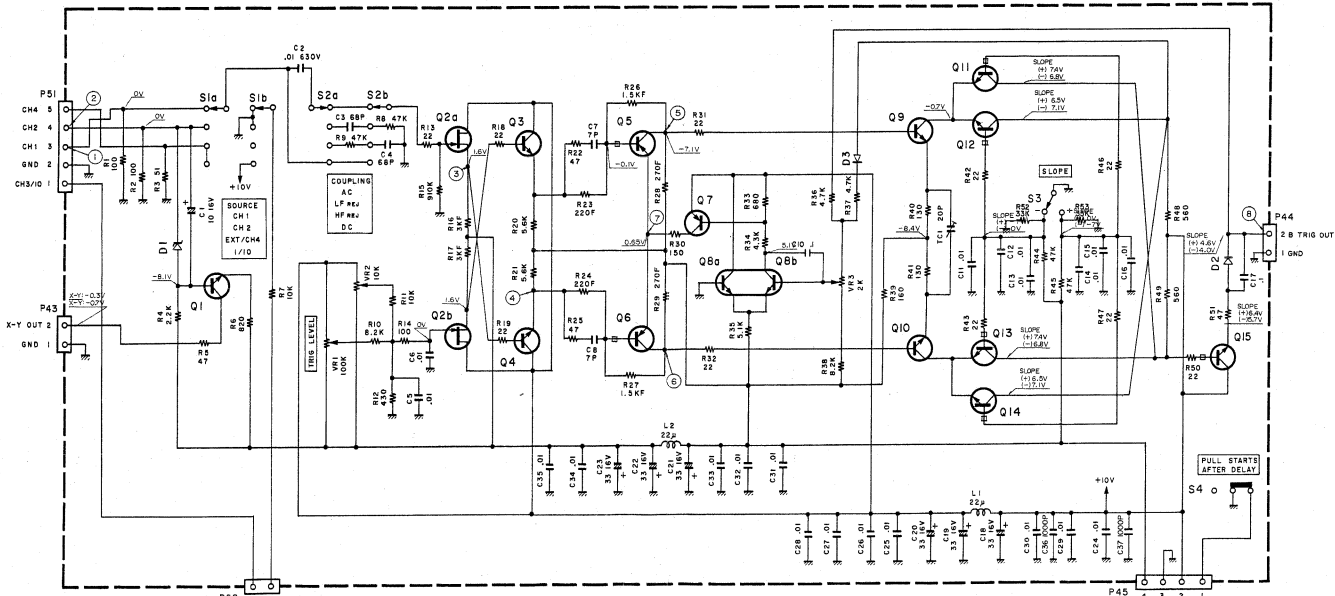 P51
CH4 5
CH2 4
CH1 3
GND 2
CH3/10 1
2
1
0V
0V
R1 100
R2 100
R3 51
C1 10 16V
D1
S1a
S1b
+10V
SOURCE
CH 1
CH 2
EXT/CH4
1/10
C2
.01 630V
S2a
S2b
C3 68P
R8 47K
R9 47K
C4
68P
COUPLING
AC
LF REJ
HF REJ
DC
R13
22
R15
910K
Q2a
1.6V
3
R16
3KF
R17
3KF
R18
22
Q3
R20
5.6K
R21
5.6K
R22
47
C7
7P
R23
220F
R26
1.5KF
Q5
-0.1V
5
-7.1V
R28 270F
7
0.65V
R31
22
R30
150
Q7
R33
680
R34
4.3K
Q8a
Q8b
R35
5.1K
VR3
2K
R36
4.7K
R37
4.7K
D3
R38
8.2K
R39
160
Q9
-0.7V
R40
130
TC1
20P
-8.4V
R41
130
Q10
Q11
SLOPE
(+) 7.4V
(-) 6.8V
Q12
SLOPE
(+) 6.5V
(-) 7.1V
R42
22
R43
22
SLOPE
S3
R52
33K
R53
R44
47K
R45
47K
C11 .01
C12 .01
C13 .01
C14 .01
C15 .01
C16 .01
R46
22
R47
22
R48
560
R49
560
Q13
SLOPE
(+) 7.4V
(-) 6.8V
Q14
SLOPE
(+) 6.5V
(-) 7.1V
SLOPE
(+) 4.6V
(-) 4.0V
8
P44
2 B TRIG OUT
1 GND
D2
C17 .1
R51
47
Q15
R50
22
P43
X-Y OUT 2
GND 1
-8.1V
R4
2.2K
Q1
R5
47
R6
820
R7
10K
TRIG LEVEL
VR1
100K
VR2
10K
R11
10K
R10
8.2K
R14
100
0V
C6
.01
R12
430
C5
.01
Q2b
1.6V
R19
22
Q4
4
R24
220F
R25
47
C8
7P
Q6
R29 270F
R27
1.5KF
6
R32
22
L2
22μ
C35 .01
C34 .01
C23
33 16V
C22
33 16V
C21
33 16V
C33 .01
C32 .01
C31 .01
C28 .01
C27 .01
C26 .01
C25 .01
C20
33 16V
C19
33 16V
C18
33 16V
L1
22μ
C30 .01
C36 1000P
C29 .01
+10V
C24 .01
C37 1000P
PULL STARTS
AFTER DELAY
S4
P45
4 3 2 1